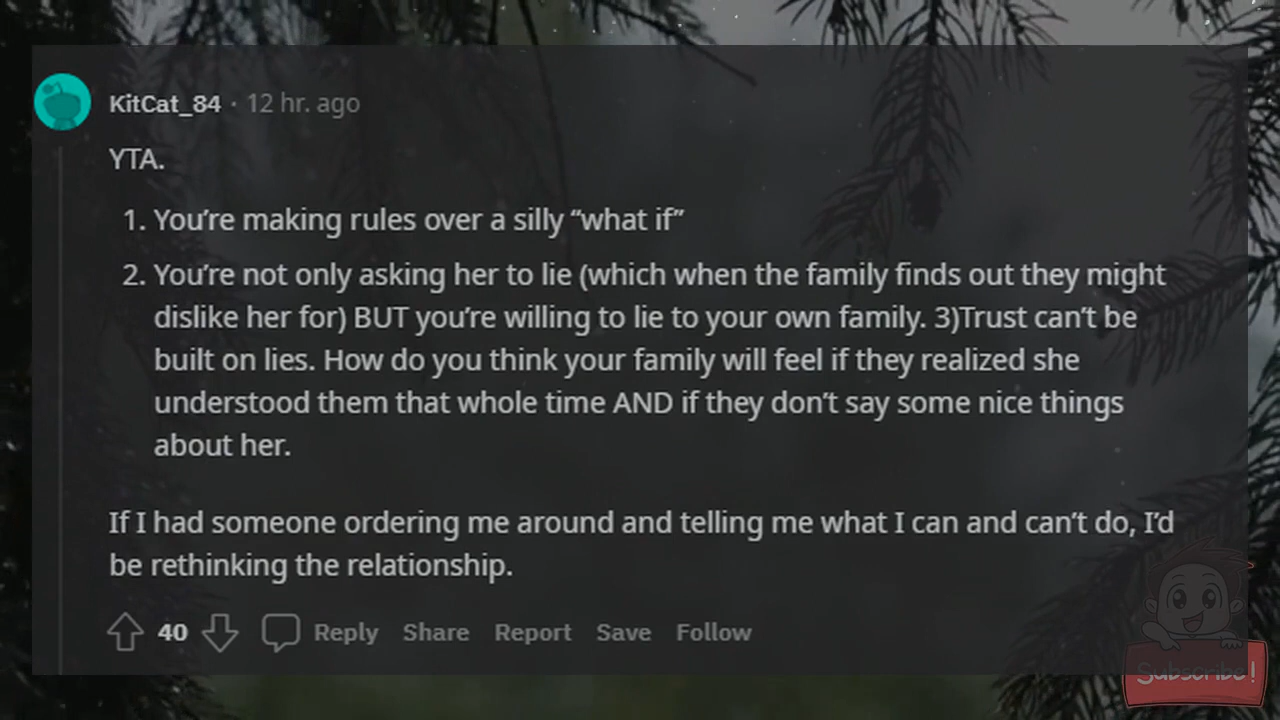 KitCat_84 · 12 hr. ago
YTA.
1. You’re making rules over a silly “what if”
2. You’re not only asking her to lie (which when the family finds out they might
dislike her for) BUT you’re willing to lie to your own family. 3)Trust can’t be
built on lies. How do you think your family will feel if they realized she
understood them that whole time AND if they don’t say some nice things
about her.
If I had someone ordering me around and telling me what I can and can’t do, I’d
be rethinking the relationship.
40 Reply Share Report Save Follow
Subscribe!